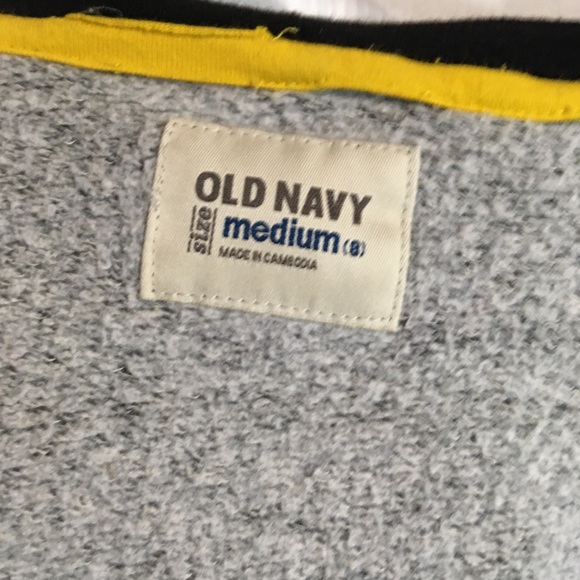 OLD NAVY
size medium (8)
MADE IN CAMBODIA